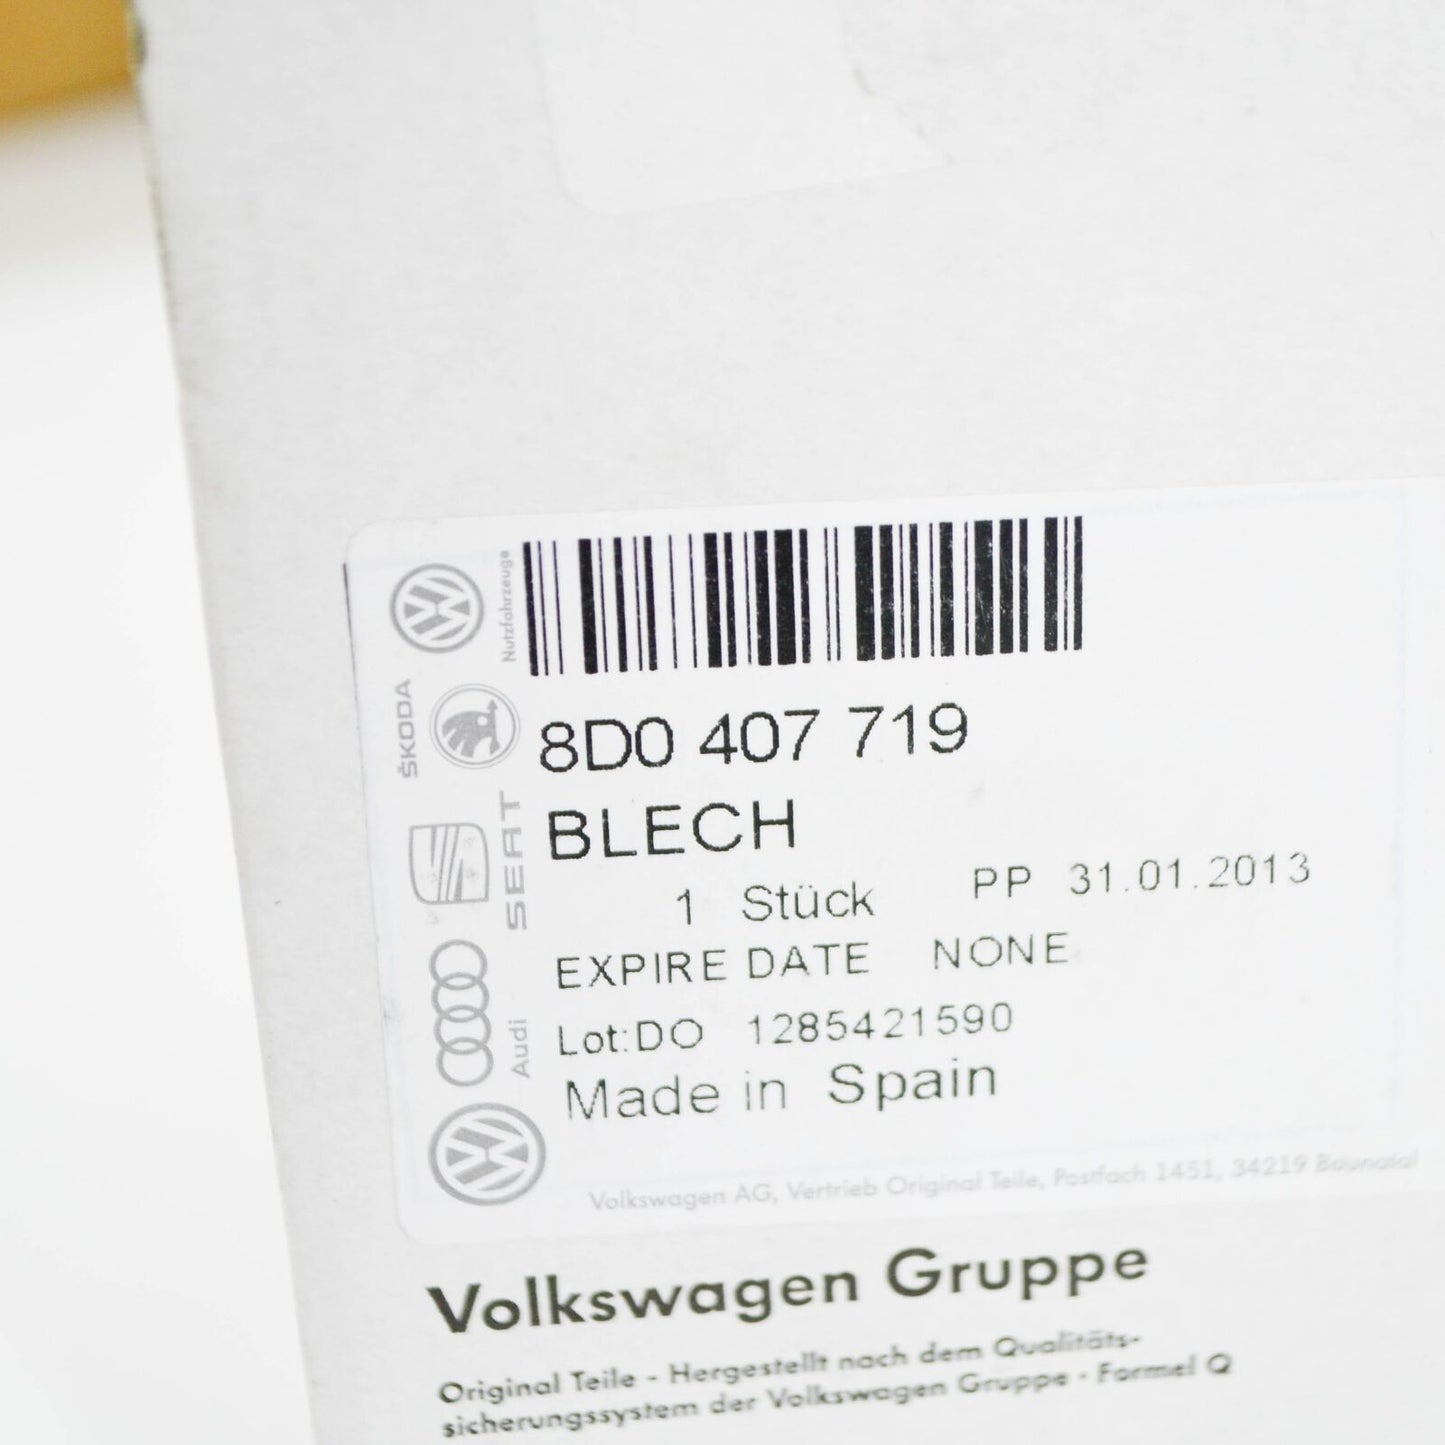 Nutzfahrzeuge
ŠKODA
SEAT
Audi
8D0 407 719
BLECH
1 Stück PP 31.01.2013
EXPIRE DATE NONE
Lot:DO 1285421590
Made in Spain
Volkswagen AG, Vertrieb Original Teile, Postfach 1451, 34219 Baunatal
Volkswagen Gruppe
Original Teile - Hergestellt nach dem Qualitäts-
sicherungssystem der Volkswagen Gruppe - Formel Q